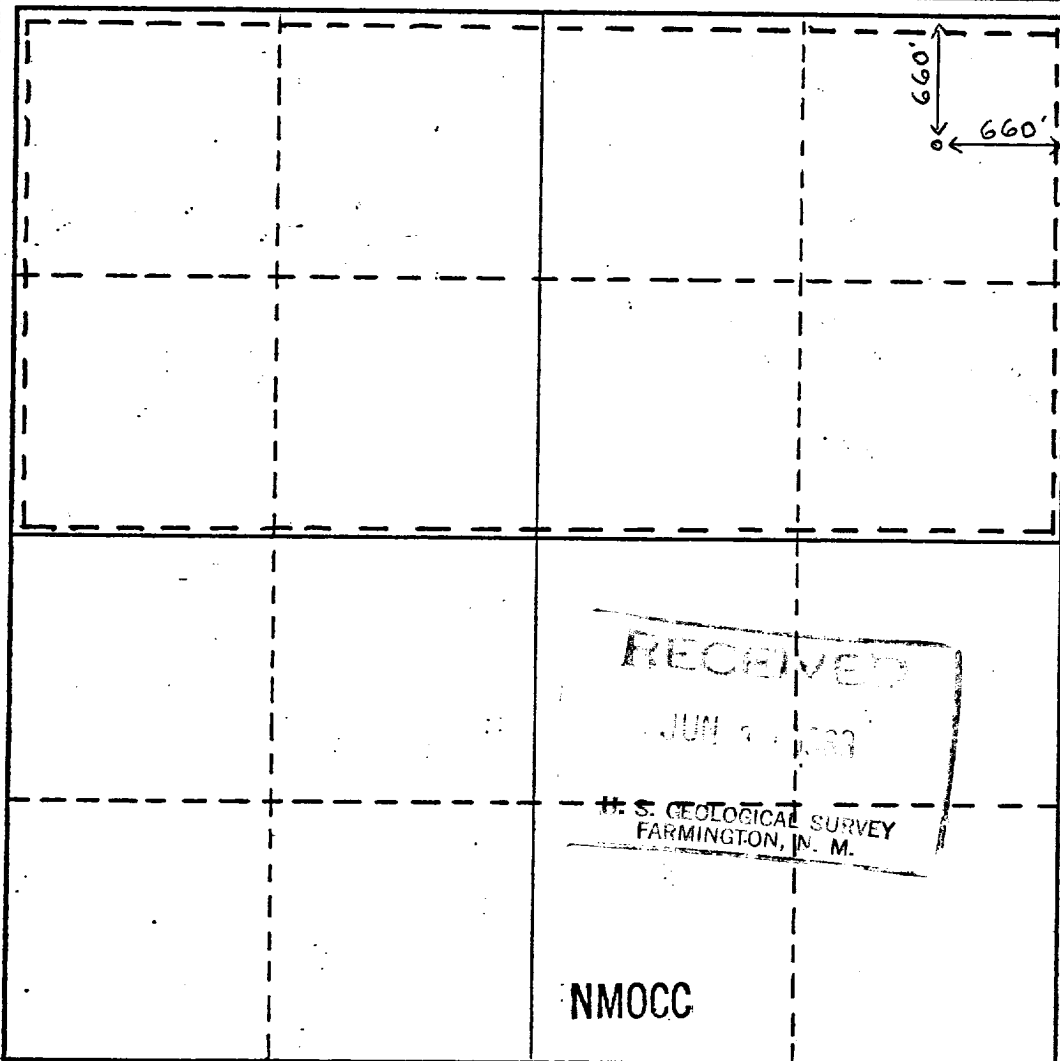 660'
660'
RECEIVED
JUN
U. S. GEOLOGICAL SURVEY
FARMINGTON, N. M.
NMOCC